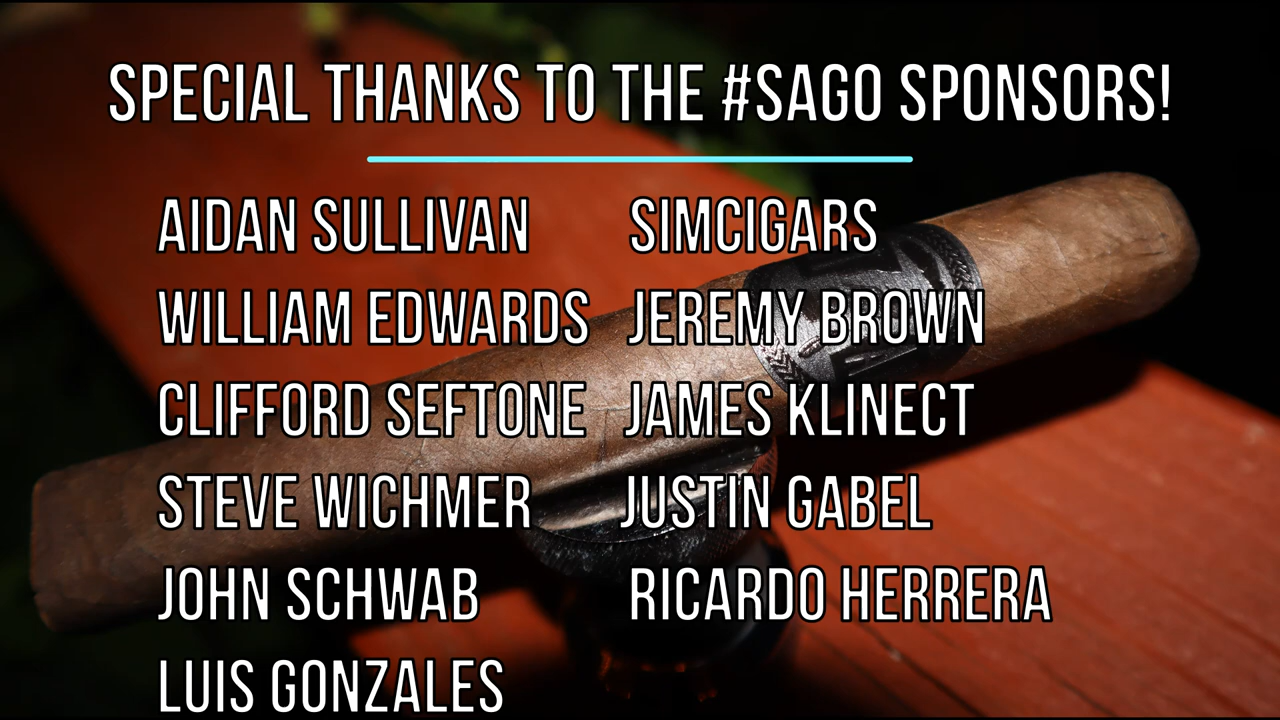 SPECIAL THANKS TO THE #SAGO SPONSORS!
AIDAN SULLIVAN
WILLIAM EDWARDS
CLIFFORD SEFTONE
STEVE WICHMER
JOHN SCHWAB
LUIS GONZALES
SIMCIGARS
JEREMY BROWN
JAMES KLINECT
JUSTIN GABEL
RICARDO HERRERA